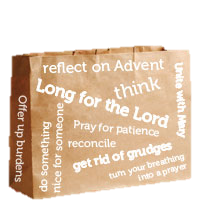 reflect on Advent
think
Long for the Lord
Unite with Mary
Offer up burdens
do something
nice for someone
Pray for patience
reconcile
get rid of grudges
turn your breathing
into a prayer